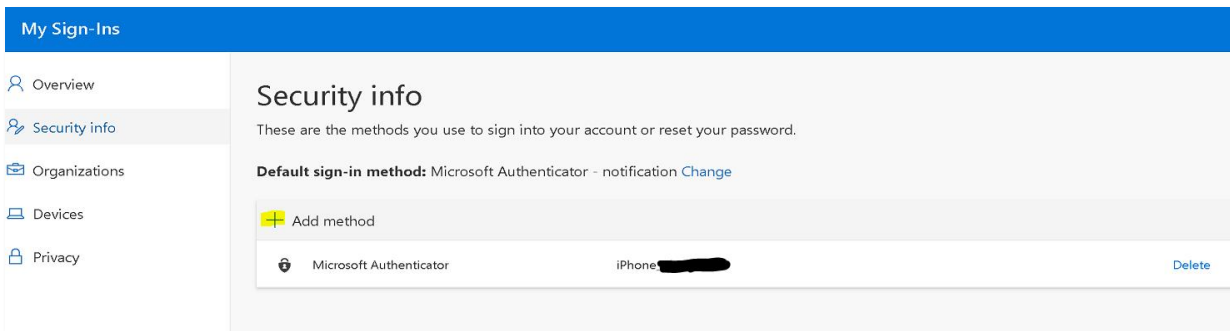 My Sign-Ins
Overview
Security info
Organizations
Devices
Privacy
Security info
These are the methods you use to sign into your account or reset your password.
Default sign-in method: Microsoft Authenticator - notification Change
Add method
Microsoft Authenticator iPhone Delete